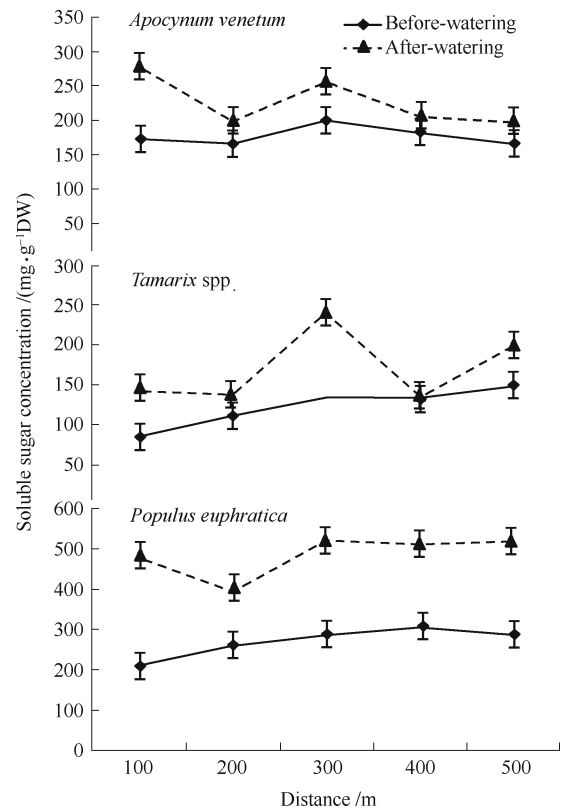 Soluble sugar concentration /(mg·g⁻¹DW)
Apocynum venetum
Before-watering
After-watering
350
300
250
200
150
100
50
Tamarix spp.
300
250
200
150
100
50
Populus euphratica
600
500
400
300
200
100
0
100 200 300 400 500
Distance /m